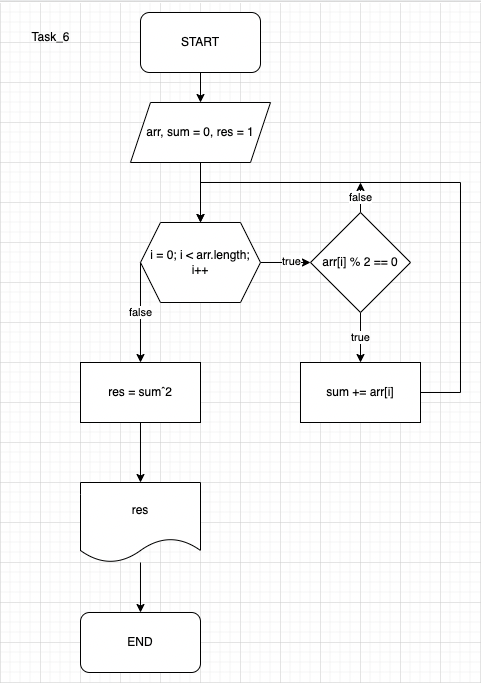 Task_6
START
arr, sum = 0, res = 1
false
i = 0; i < arr.length;
i++
true
arr[i] % 2 == 0
false
true
res = sum^2
sum += arr[i]
res
END